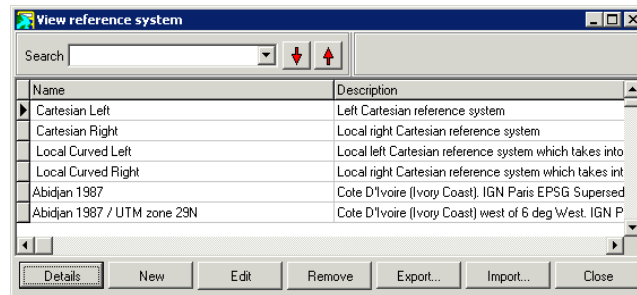 View reference system
Search
Name Description
Cartesian Left Left Cartesian reference system
Cartesian Right Local right Cartesian reference system
Local Curved Left Local left Cartesian reference system which takes into
Local Curved Right Local right Cartesian reference system which takes int
Abidjan 1987 Cote D'Ivoire (Ivory Coast). IGN Paris EPSG Supersed
Abidjan 1987 / UTM zone 29N Cote D'Ivoire (Ivory Coast) west of 6 deg West. IGN P
Details New Edit Remove Export... Import... Close